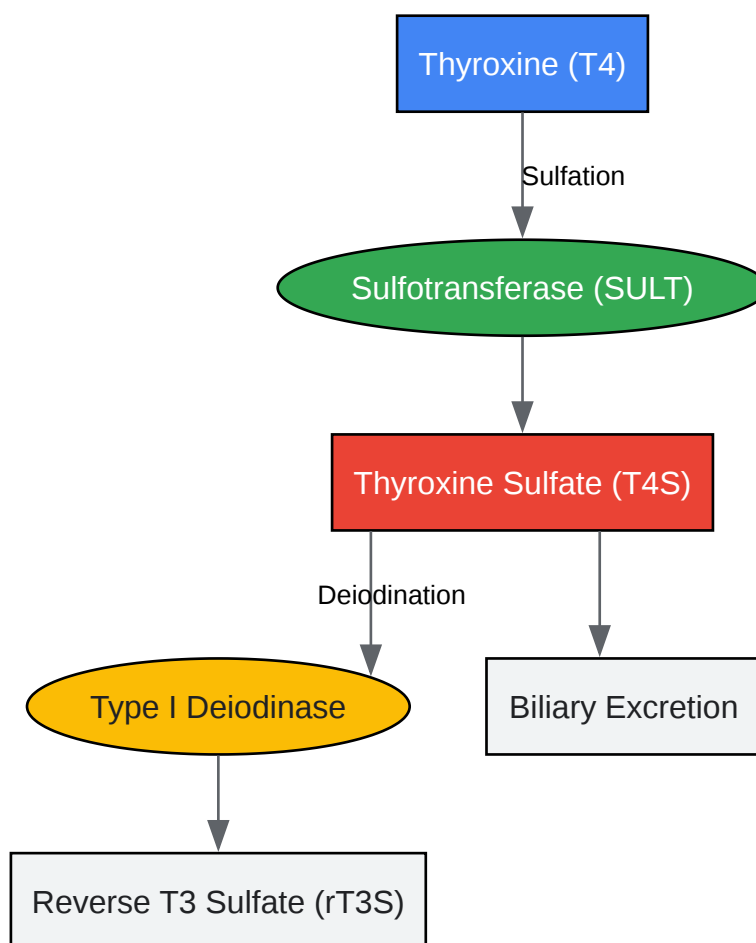 Thyroxine (T4)
Sulfation
Sulfotransferase (SULT)
Thyroxine Sulfate (T4S)
Deiodination
Type I Deiodinase
Biliary Excretion
Reverse T3 Sulfate (rT3S)